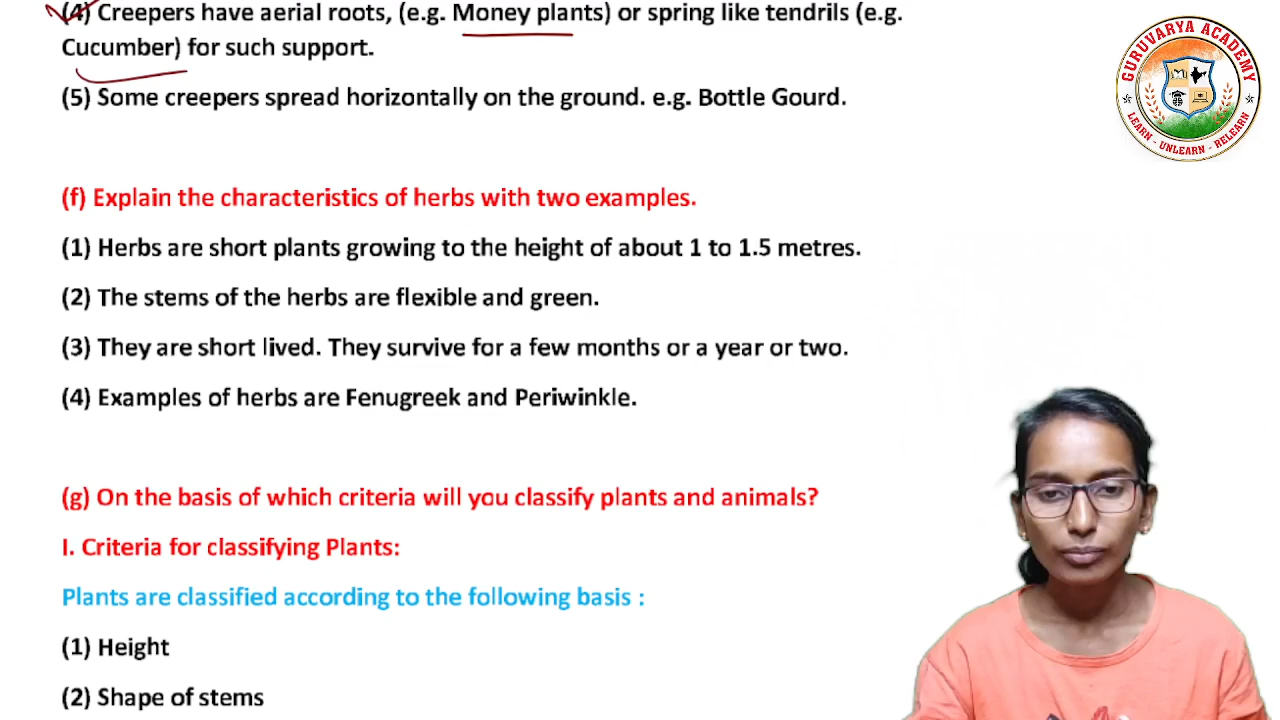 (4) Creepers have aerial roots, (e.g. Money plants) or spring like tendrils (e.g.
Cucumber) for such support.
(5) Some creepers spread horizontally on the ground. e.g. Bottle Gourd.
(f) Explain the characteristics of herbs with two examples.
(1) Herbs are short plants growing to the height of about 1 to 1.5 metres.
(2) The stems of the herbs are flexible and green.
(3) They are short lived. They survive for a few months or a year or two.
(4) Examples of herbs are Fenugreek and Periwinkle.
(g) On the basis of which criteria will you classify plants and animals?
I. Criteria for classifying Plants:
Plants are classified according to the following basis :
(1) Height
(2) Shape of stems
GURUVARYA ACADEMY
LEARN - UNLEARN - RELEARN